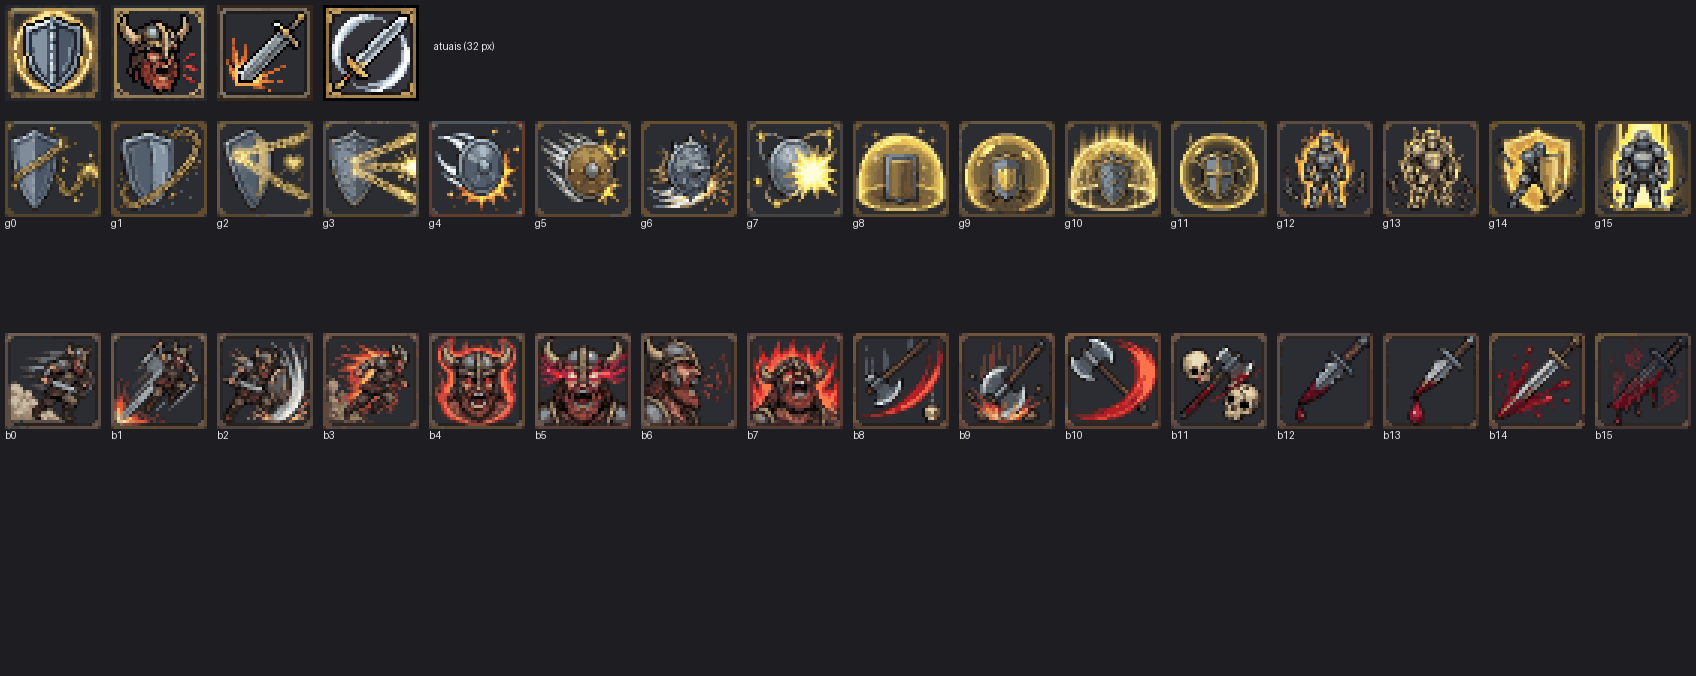 atuais (32 px)
g0 g1 g2 g3 g4 g5 g6 g7 g8 g9 g10 g11 g12 g13 g14 g15
b0 b1 b2 b3 b4 b5 b6 b7 b8 b9 b10 b11 b12 b13 b14 b15